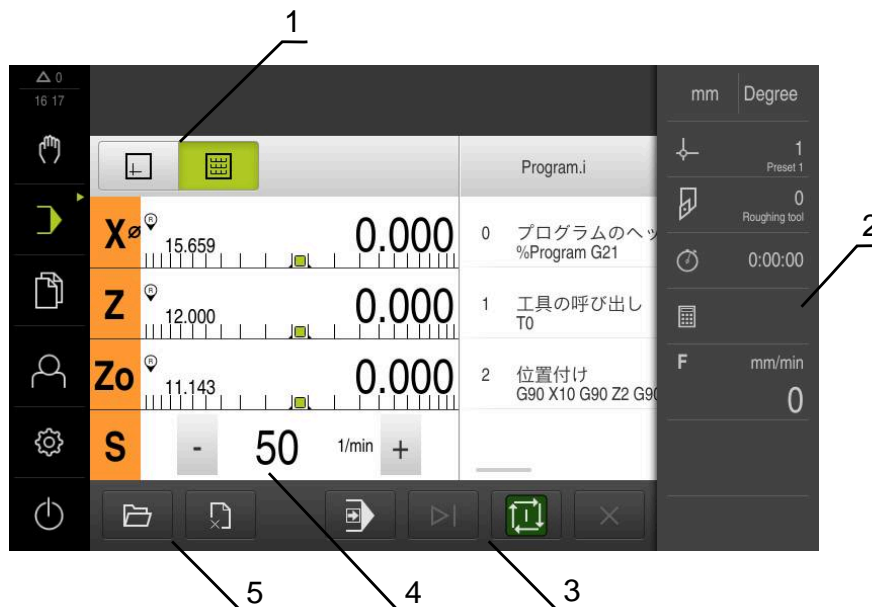 1
△ 0
16 17
mm Degree
1
Preset 1
0
Roughing tool
2
0:00:00
F mm/min
0
Program.i
X⌀ R 15.659 0.000
Z R 12.000 0.000
Zo R 11.143 0.000
S - 50 1/min +
0 プログラムのヘッ
%Program G21
1 工具の呼び出し
T0
2 位置付け
G90 X10 G90 Z2 G90
5
4
3